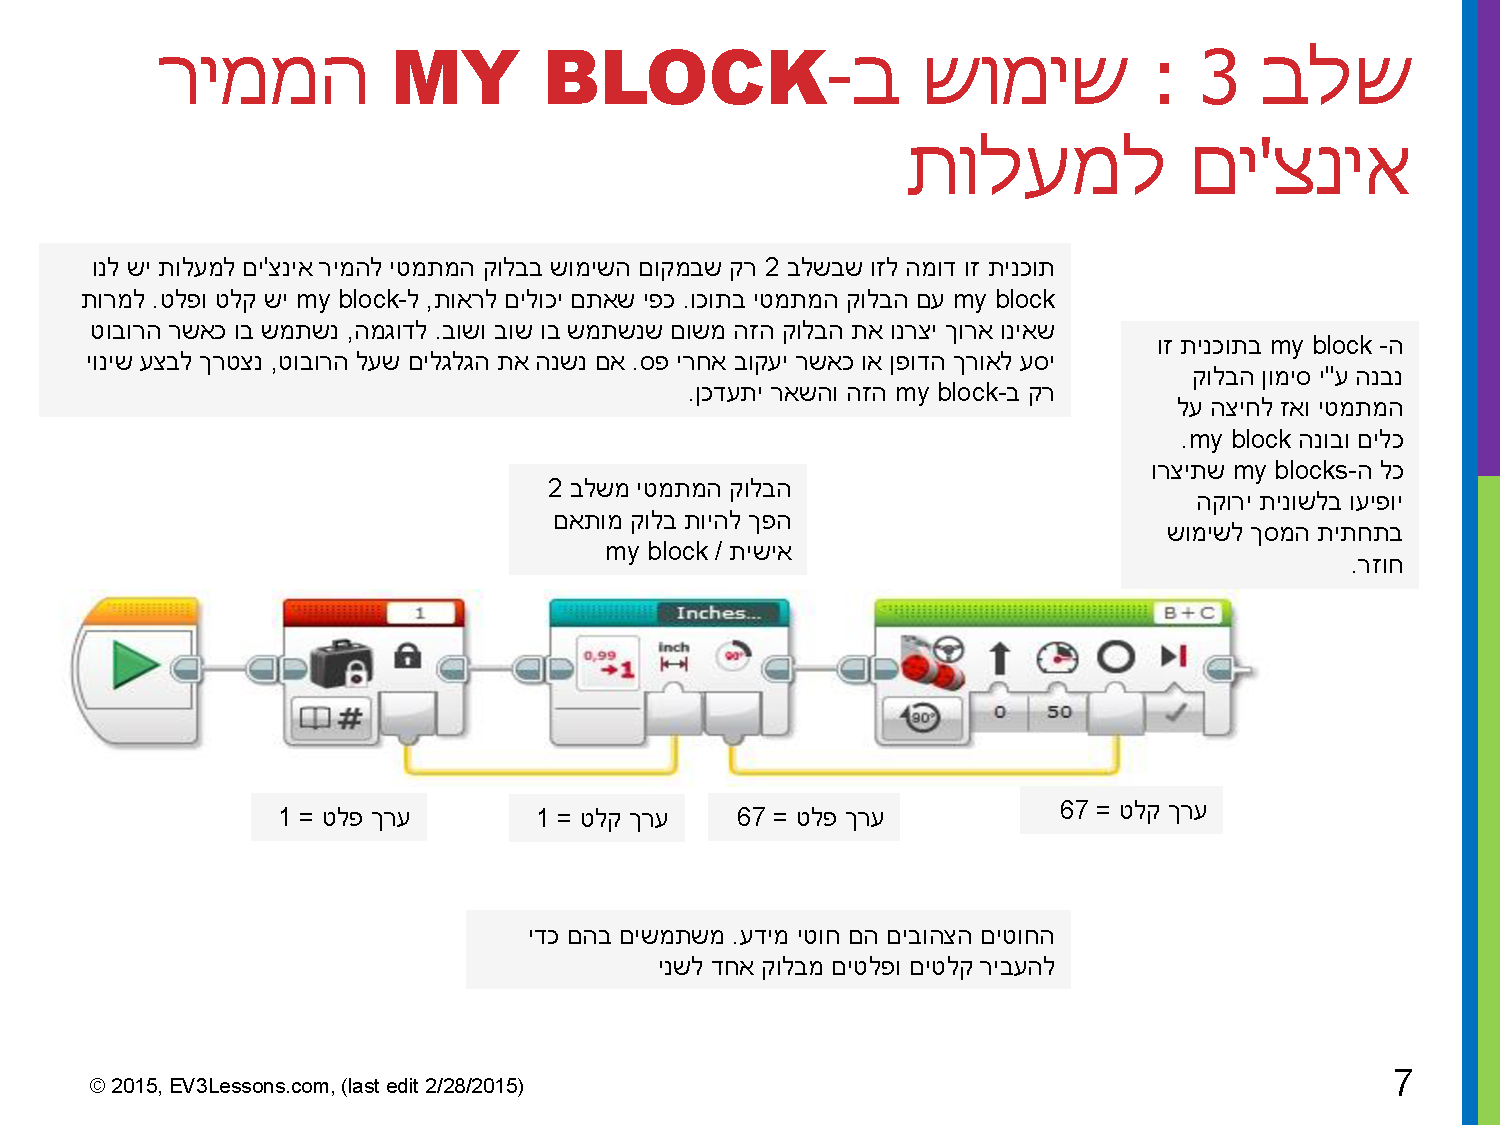 שלב 3 : שימוש ב-MY BLOCK הממיר
אינצ'ים למעלות
תוכנית זו דומה לזו שבשלב 2 רק שבמקום השימוש בבלוק המתמטי להמיר אינצ'ים למעלות יש לנו
my block עם הבלוק המתמטי בתוכו. כפי שאתם יכולים לראות, ל-my block יש קלט ופלט. למרות
שאינו ארוך יצרנו את הבלוק הזה משום שנשתמש בו שוב ושוב. לדוגמה, נשתמש בו כאשר הרובוט
יסע לאורך הדופן או כאשר יעקוב אחרי פס. אם נשנה את הגלגלים שעל הרובוט, נצטרך לבצע שינוי
רק ב-my block הזה והשאר יתעדכן.
ה- my block בתוכנית זו
נבנה ע"י סימון הבלוק
המתמטי ואז לחיצה על
כלים ובונה my block.
כל ה-my blocks שתיצרו
יופיעו בלשונית ירוקה
בתחתית המסך לשימוש
חוזר.
הבלוק המתמטי משלב 2
הפך להיות בלוק מותאם
אישית / my block
1
Inches...
B + C
0,99
1
inch
90°
#
90°
0
50
ערך פלט = 1
ערך קלט = 1
ערך פלט = 67
ערך קלט = 67
החוטים הצהובים הם חוטי מידע. משתמשים בהם כדי
להעביר קלטים ופלטים מבלוק אחד לשני
© 2015, EV3Lessons.com, (last edit 2/28/2015)
7